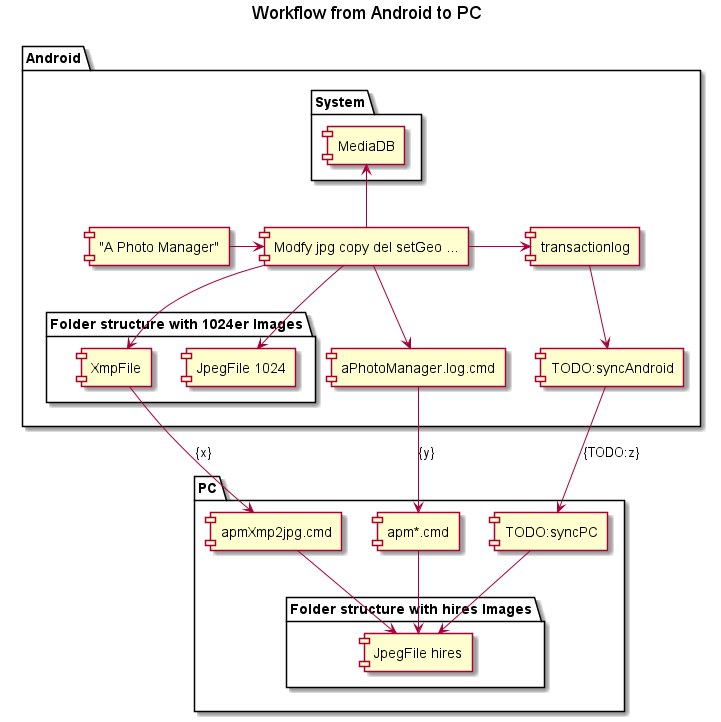 Workflow from Android to PC
Android
System
MediaDB
"A Photo Manager"
Modfy jpg copy del setGeo ...
transactionlog
Folder structure with 1024er Images
XmpFile
JpegFile 1024
aPhotoManager.log.cmd
TODO:syncAndroid
{x}
{y}
{TODO:z}
PC
apmXmp2jpg.cmd
apm*.cmd
TODO:syncPC
Folder structure with hires Images
JpegFile hires